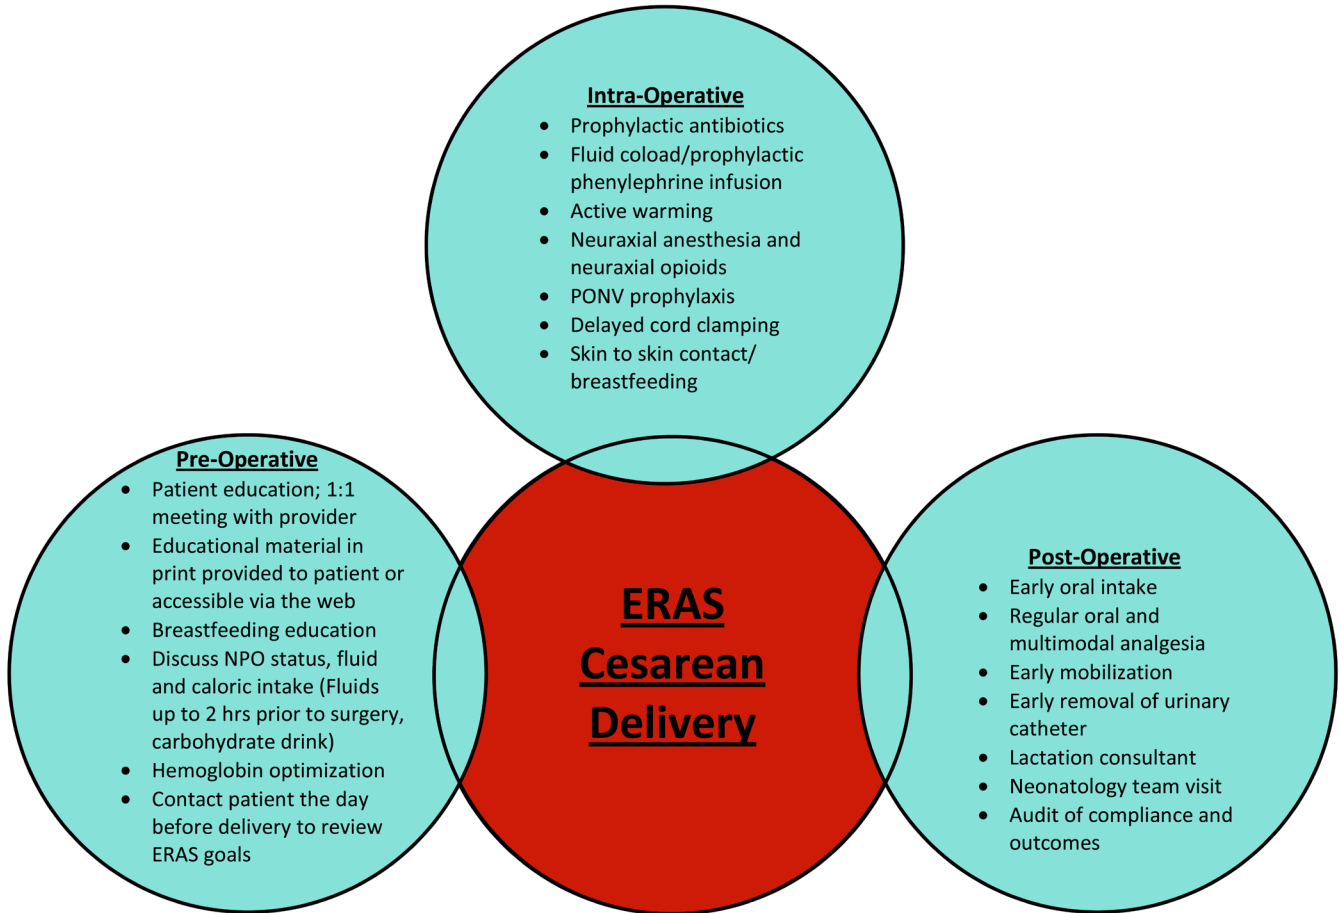 Intra-Operative
• Prophylactic antibiotics
• Fluid coload/prophylactic
phenylephrine infusion
• Active warming
• Neuraxial anesthesia and
neuraxial opioids
• PONV prophylaxis
• Delayed cord clamping
• Skin to skin contact/
breastfeeding
Pre-Operative
• Patient education; 1:1
meeting with provider
• Educational material in
print provided to patient or
accessible via the web
• Breastfeeding education
• Discuss NPO status, fluid
and caloric intake (Fluids
up to 2 hrs prior to surgery,
carbohydrate drink)
• Hemoglobin optimization
• Contact patient the day
before delivery to review
ERAS goals
ERAS
Cesarean
Delivery
Post-Operative
• Early oral intake
• Regular oral and
multimodal analgesia
• Early mobilization
• Early removal of urinary
catheter
• Lactation consultant
• Neonatology team visit
• Audit of compliance and
outcomes